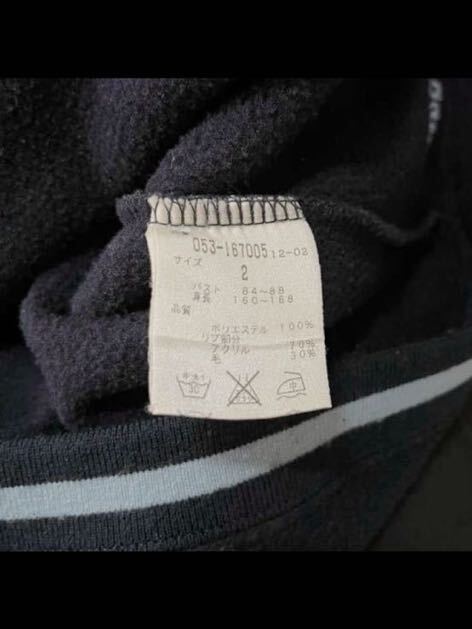 053-167005 12-02
サイズ
2
バスト 84~88
身長 160~168
品質
ポリエステル 100%
リブ部分
アクリル 70%
毛 30%
中